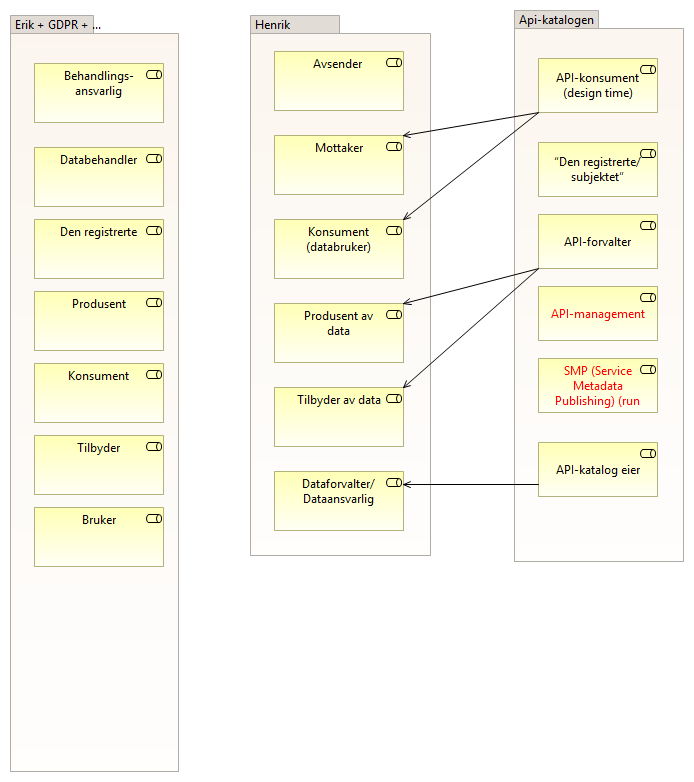 Erik + GDPR + ...
Behandlings-
ansvarlig
Databehandler
Den registrerte
Produsent
Konsument
Tilbyder
Bruker
Henrik
Avsender
Mottaker
Konsument
(databruker)
Produsent av
data
Tilbyder av data
Dataforvalter/
Dataansvarlig
Api-katalogen
API-konsument
(design time)
"Den registrerte/
subjektet"
API-forvalter
API-management
SMP (Service
Metadata
Publishing) (run
API-katalog eier